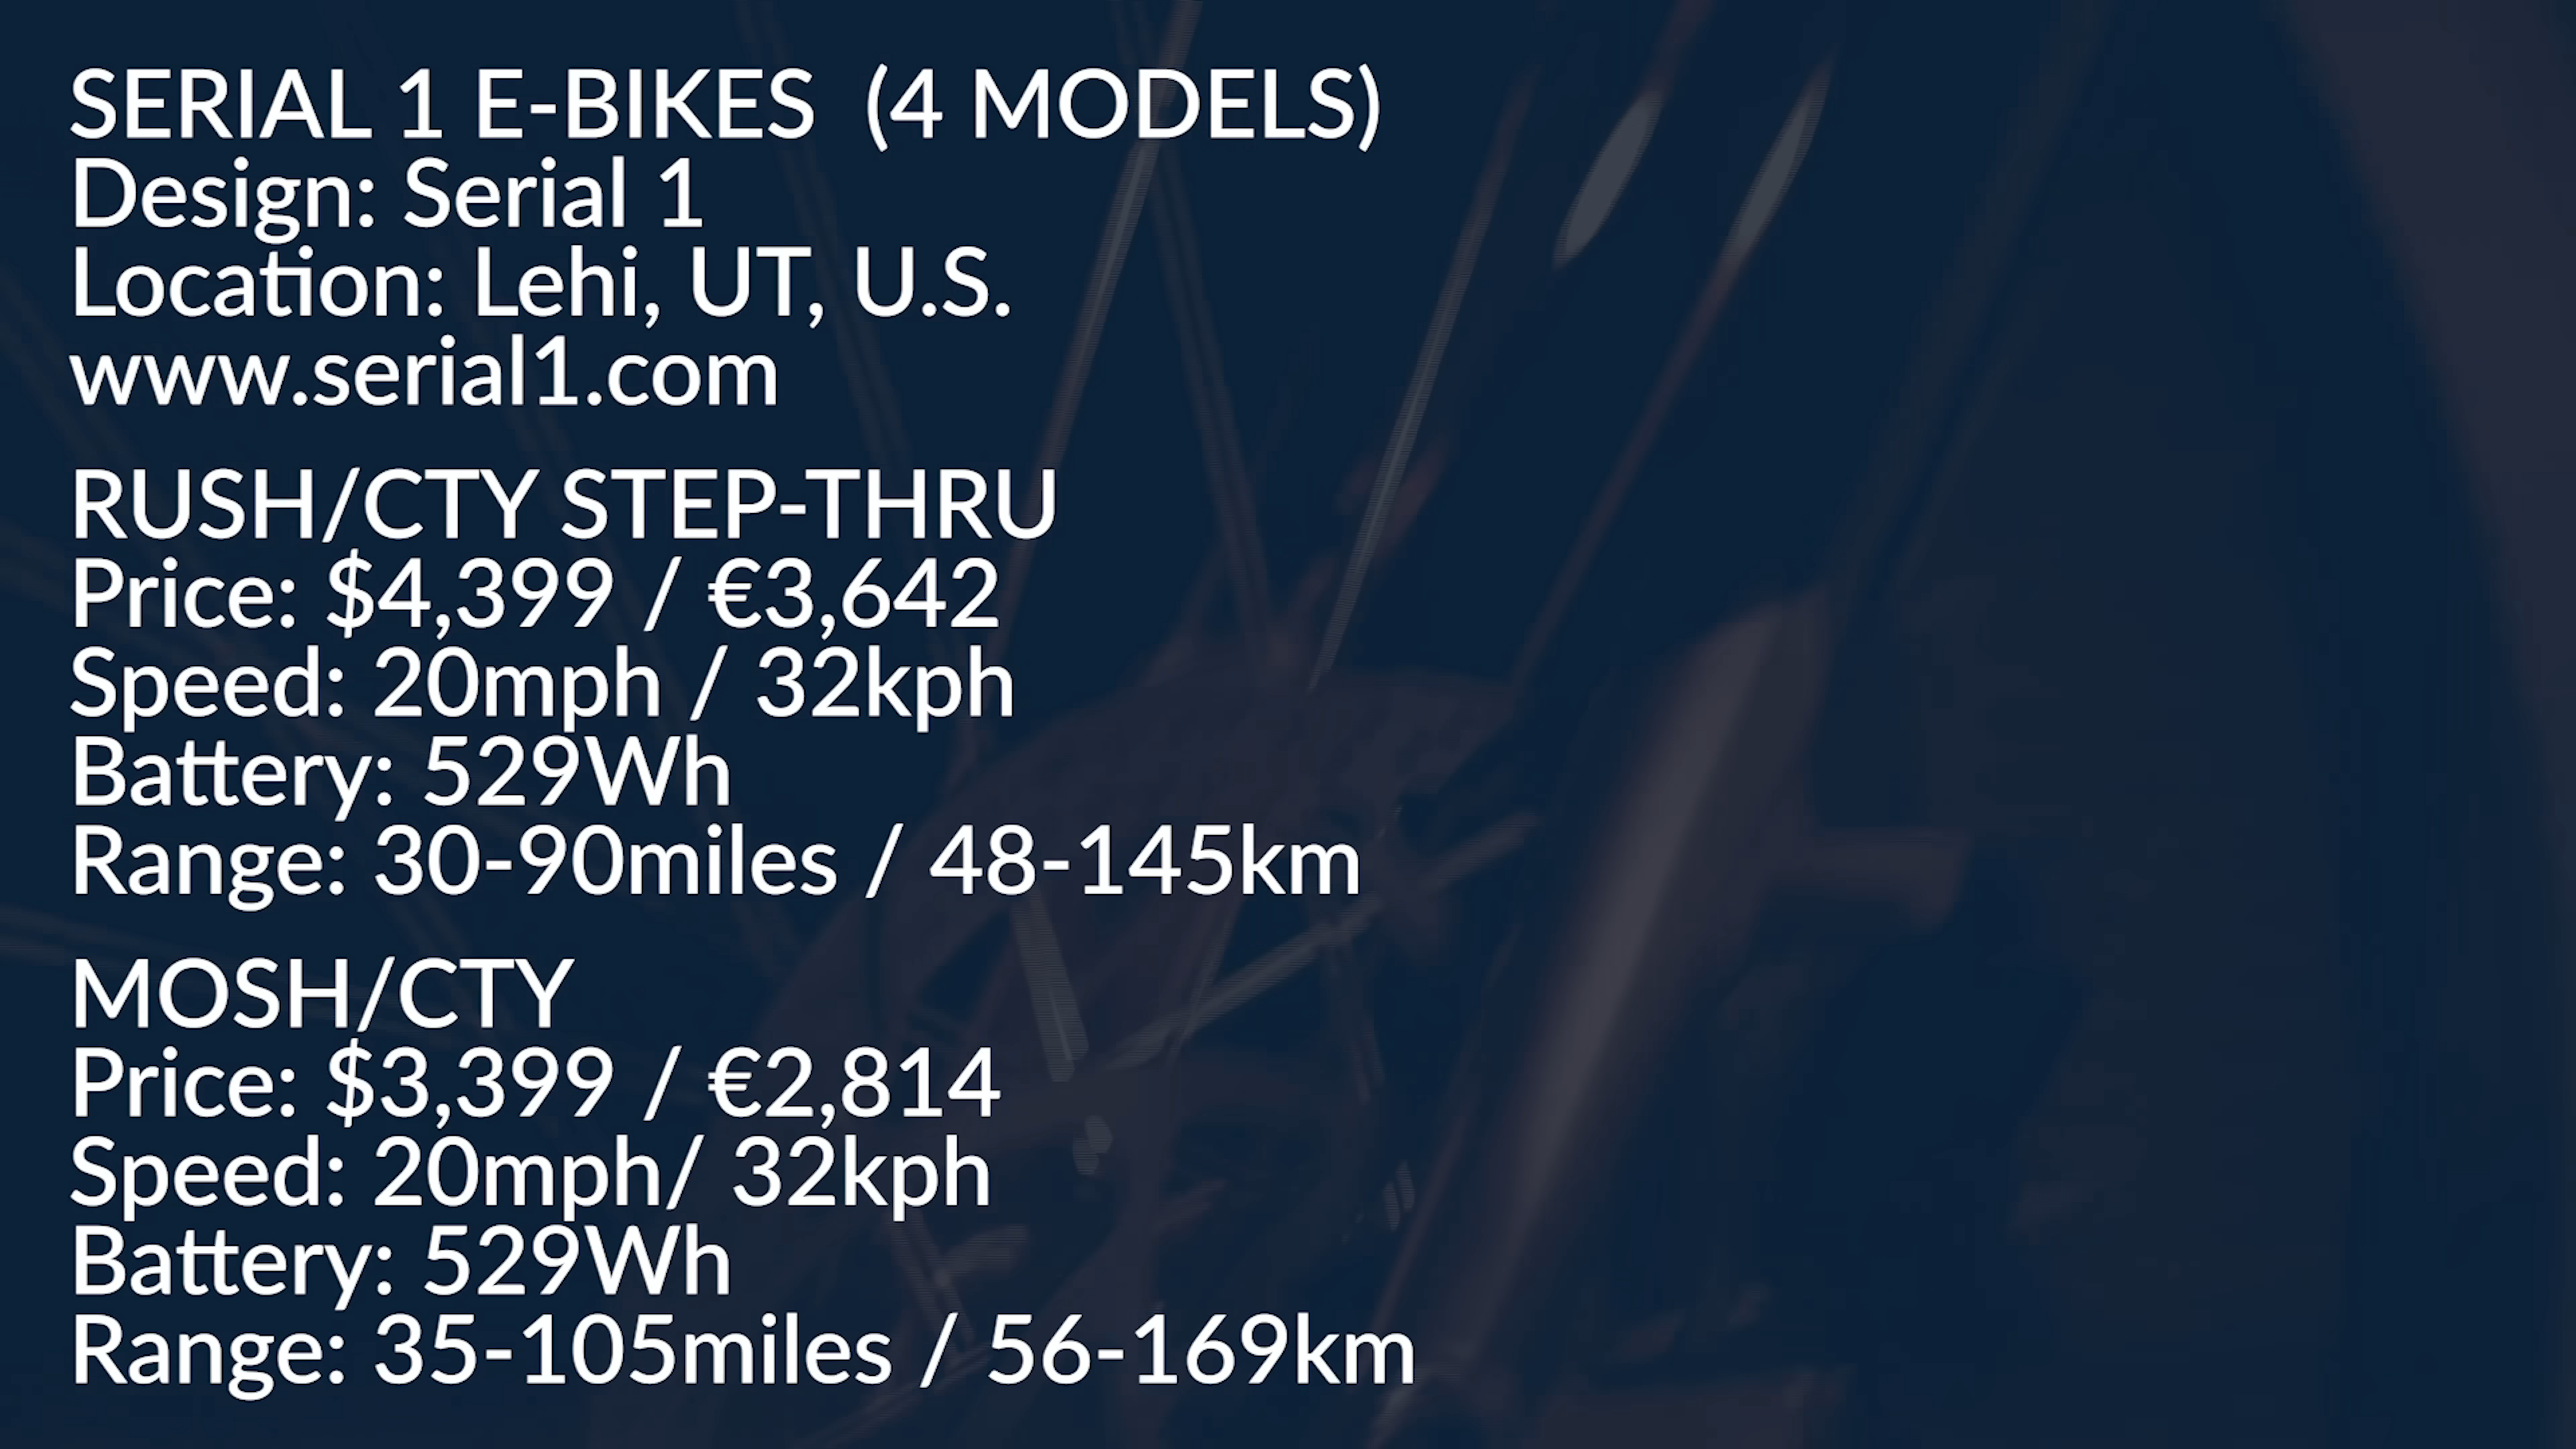 SERIAL 1 E-BIKES (4 MODELS)
Design: Serial 1
Location: Lehi, UT, U.S.
www.serial1.com
RUSH/CTY STEP-THRU
Price: $4,399 / €3,642
Speed: 20mph / 32kph
Battery: 529Wh
Range: 30-90miles / 48-145km
MOSH/CTY
Price: $3,399 / €2,814
Speed: 20mph/ 32kph
Battery: 529Wh
Range: 35-105miles / 56-169km